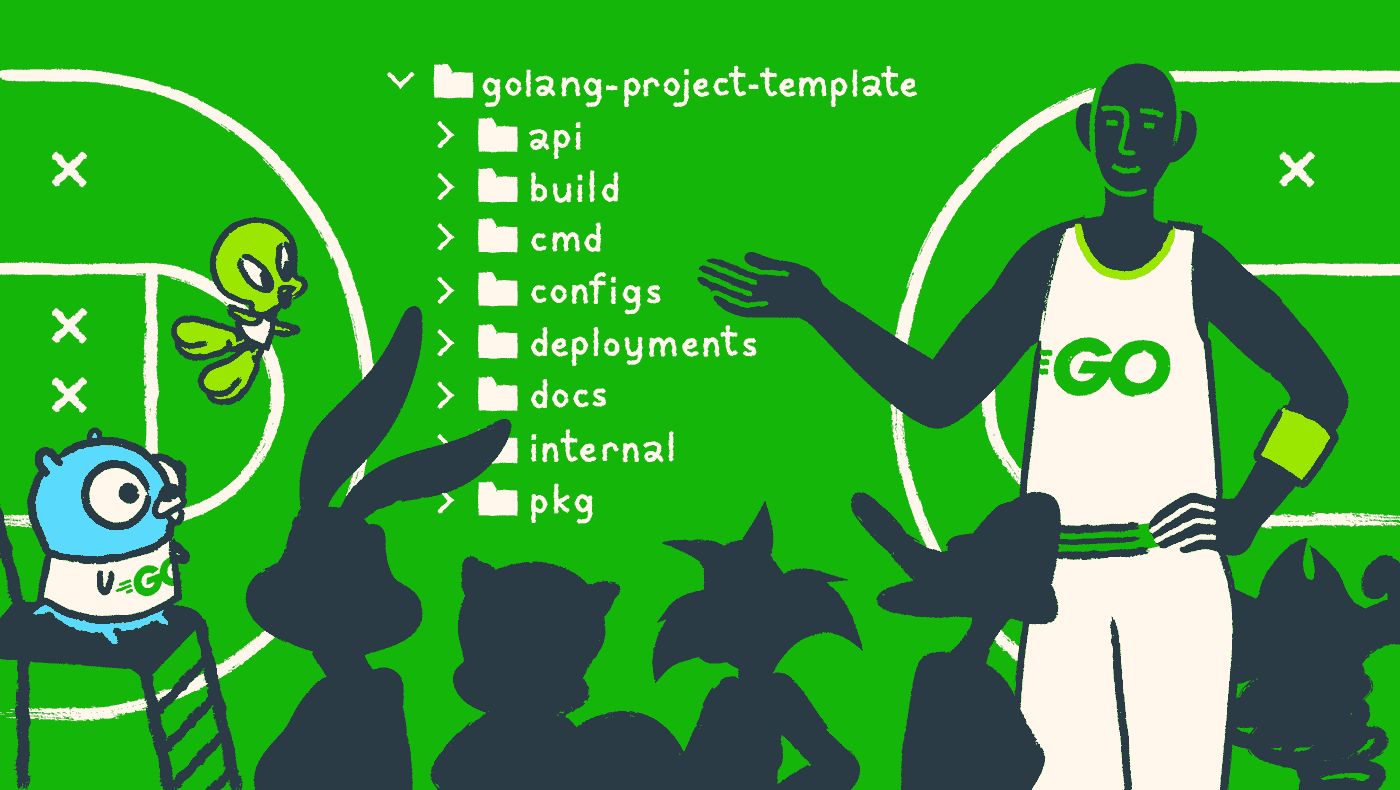 golang-project-template
api
build
cmd
configs
deployments
docs
internal
pkg
GO
U GO